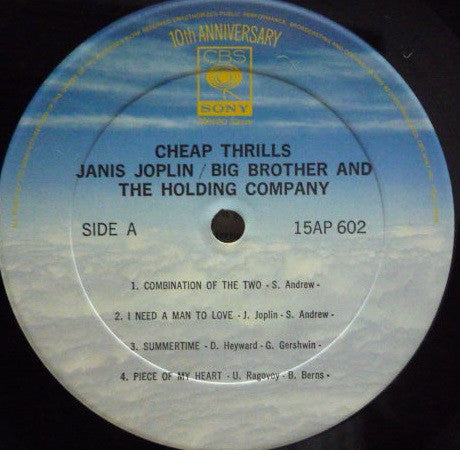 10th ANNIVERSARY
CBS
SONY
CHEAP THRILLS
JANIS JOPLIN / BIG BROTHER AND
THE HOLDING COMPANY
SIDE A
15AP 602
1. COMBINATION OF THE TWO - S. Andrew -
2. I NEED A MAN TO LOVE - J. Joplin - S. Andrew -
3. SUMMERTIME - D. Heyward - G. Gershwin -
4. PIECE OF MY HEART - U. Ragovoy - B. Berns -